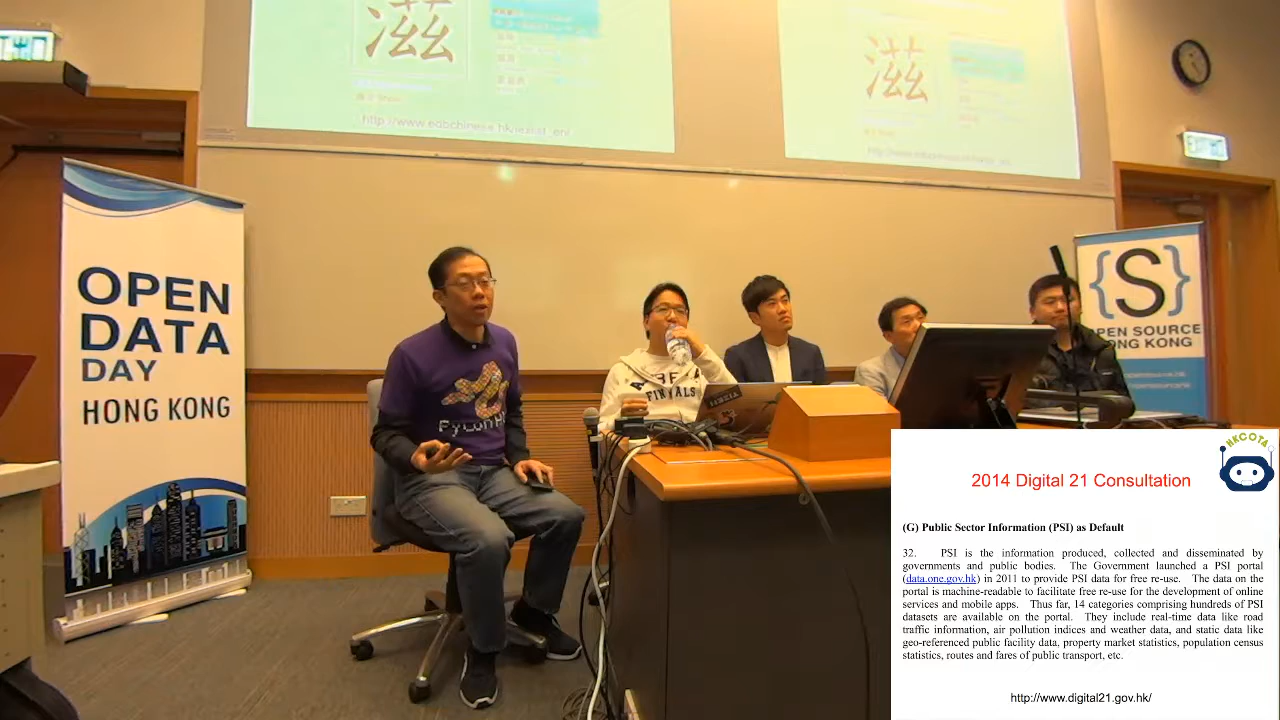 滋
滋
OPEN
DATA
DAY
HONG KONG
{S}
OPEN SOURCE
HONG KONG
HKCOTA
2014 Digital 21 Consultation
(G) Public Sector Information (PSI) as Default
32. PSI is the information produced, collected and disseminated by
governments and public bodies. The Government launched a PSI portal
(data.one.gov.hk) in 2011 to provide PSI data for free re-use. The data on the
portal is machine-readable to facilitate free re-use for the development of online
services and mobile apps. Thus far, 14 categories comprising hundreds of PSI
datasets are available on the portal. They include real-time data like road
traffic information, air pollution indices and weather data, and static data like
geo-referenced public facility data, property market statistics, population census
statistics, routes and fares of public transport, etc.
http://www.digital21.gov.hk/